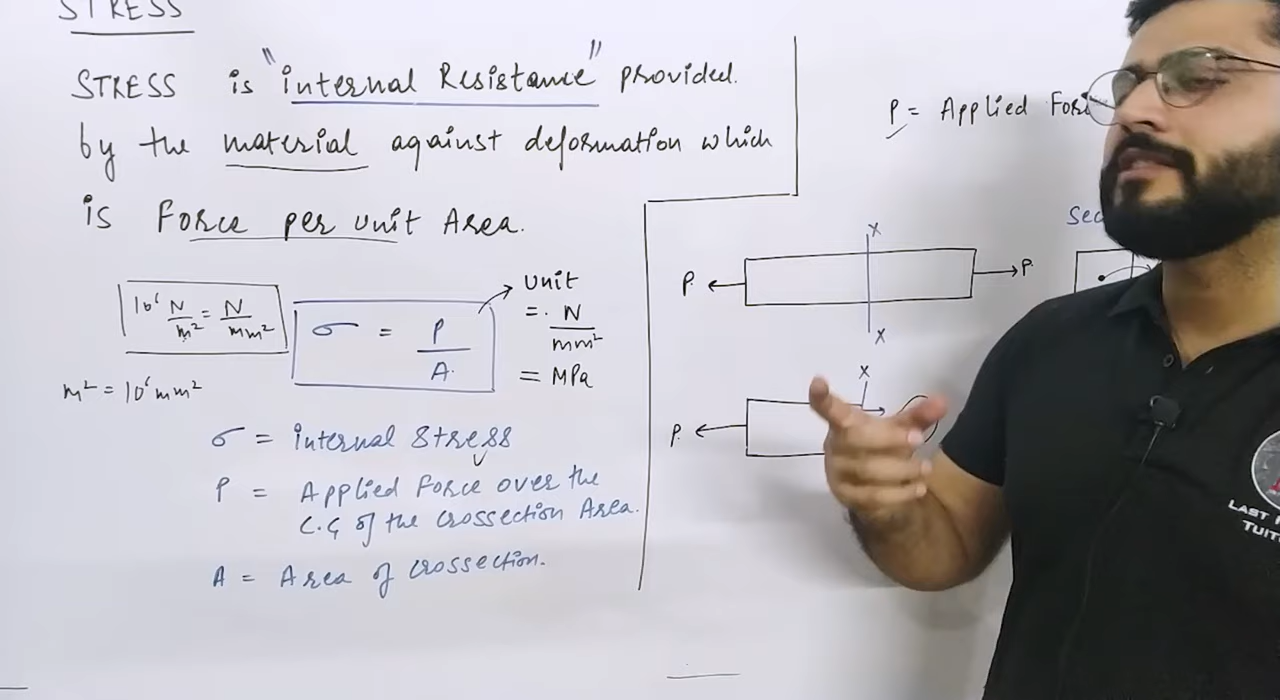 STRESS
STRESS is "internal Resistance" provided.
by the material against deformation which
is Force per unit Area.
10⁶ N/m² = N/mm²
m² = 10⁶ mm²
σ = P/A.
unit
= N/mm²
= MPa
σ = internal Stress
P = Applied Force over the
C.G of the crossection Area.
A = Area of crossection.
P = Applied
X
P.
P.
X
X
P.
LAST
TUIT